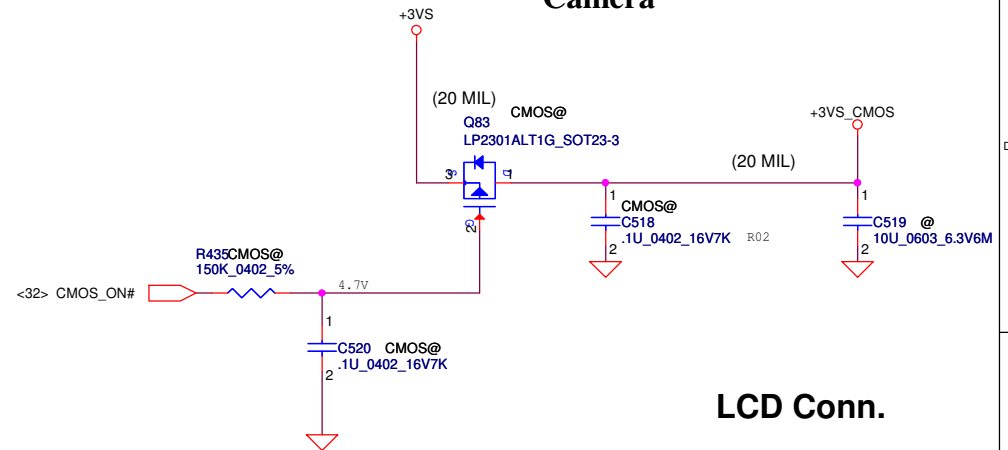 Camera
+3VS
(20 MIL)
CMOS@
Q83
LP2301ALT1G_SOT23-3
+3VS_CMOS
(20 MIL)
3
S
D
1
G
2
1
CMOS@
C518
.1U_0402_16V7K
R02
2
1
C519 @
10U_0603_6.3V6M
2
R435CMOS@
150K_0402_5%
<32> CMOS_ON#
4.7V
1
C520 CMOS@
.1U_0402_16V7K
2
LCD Conn.